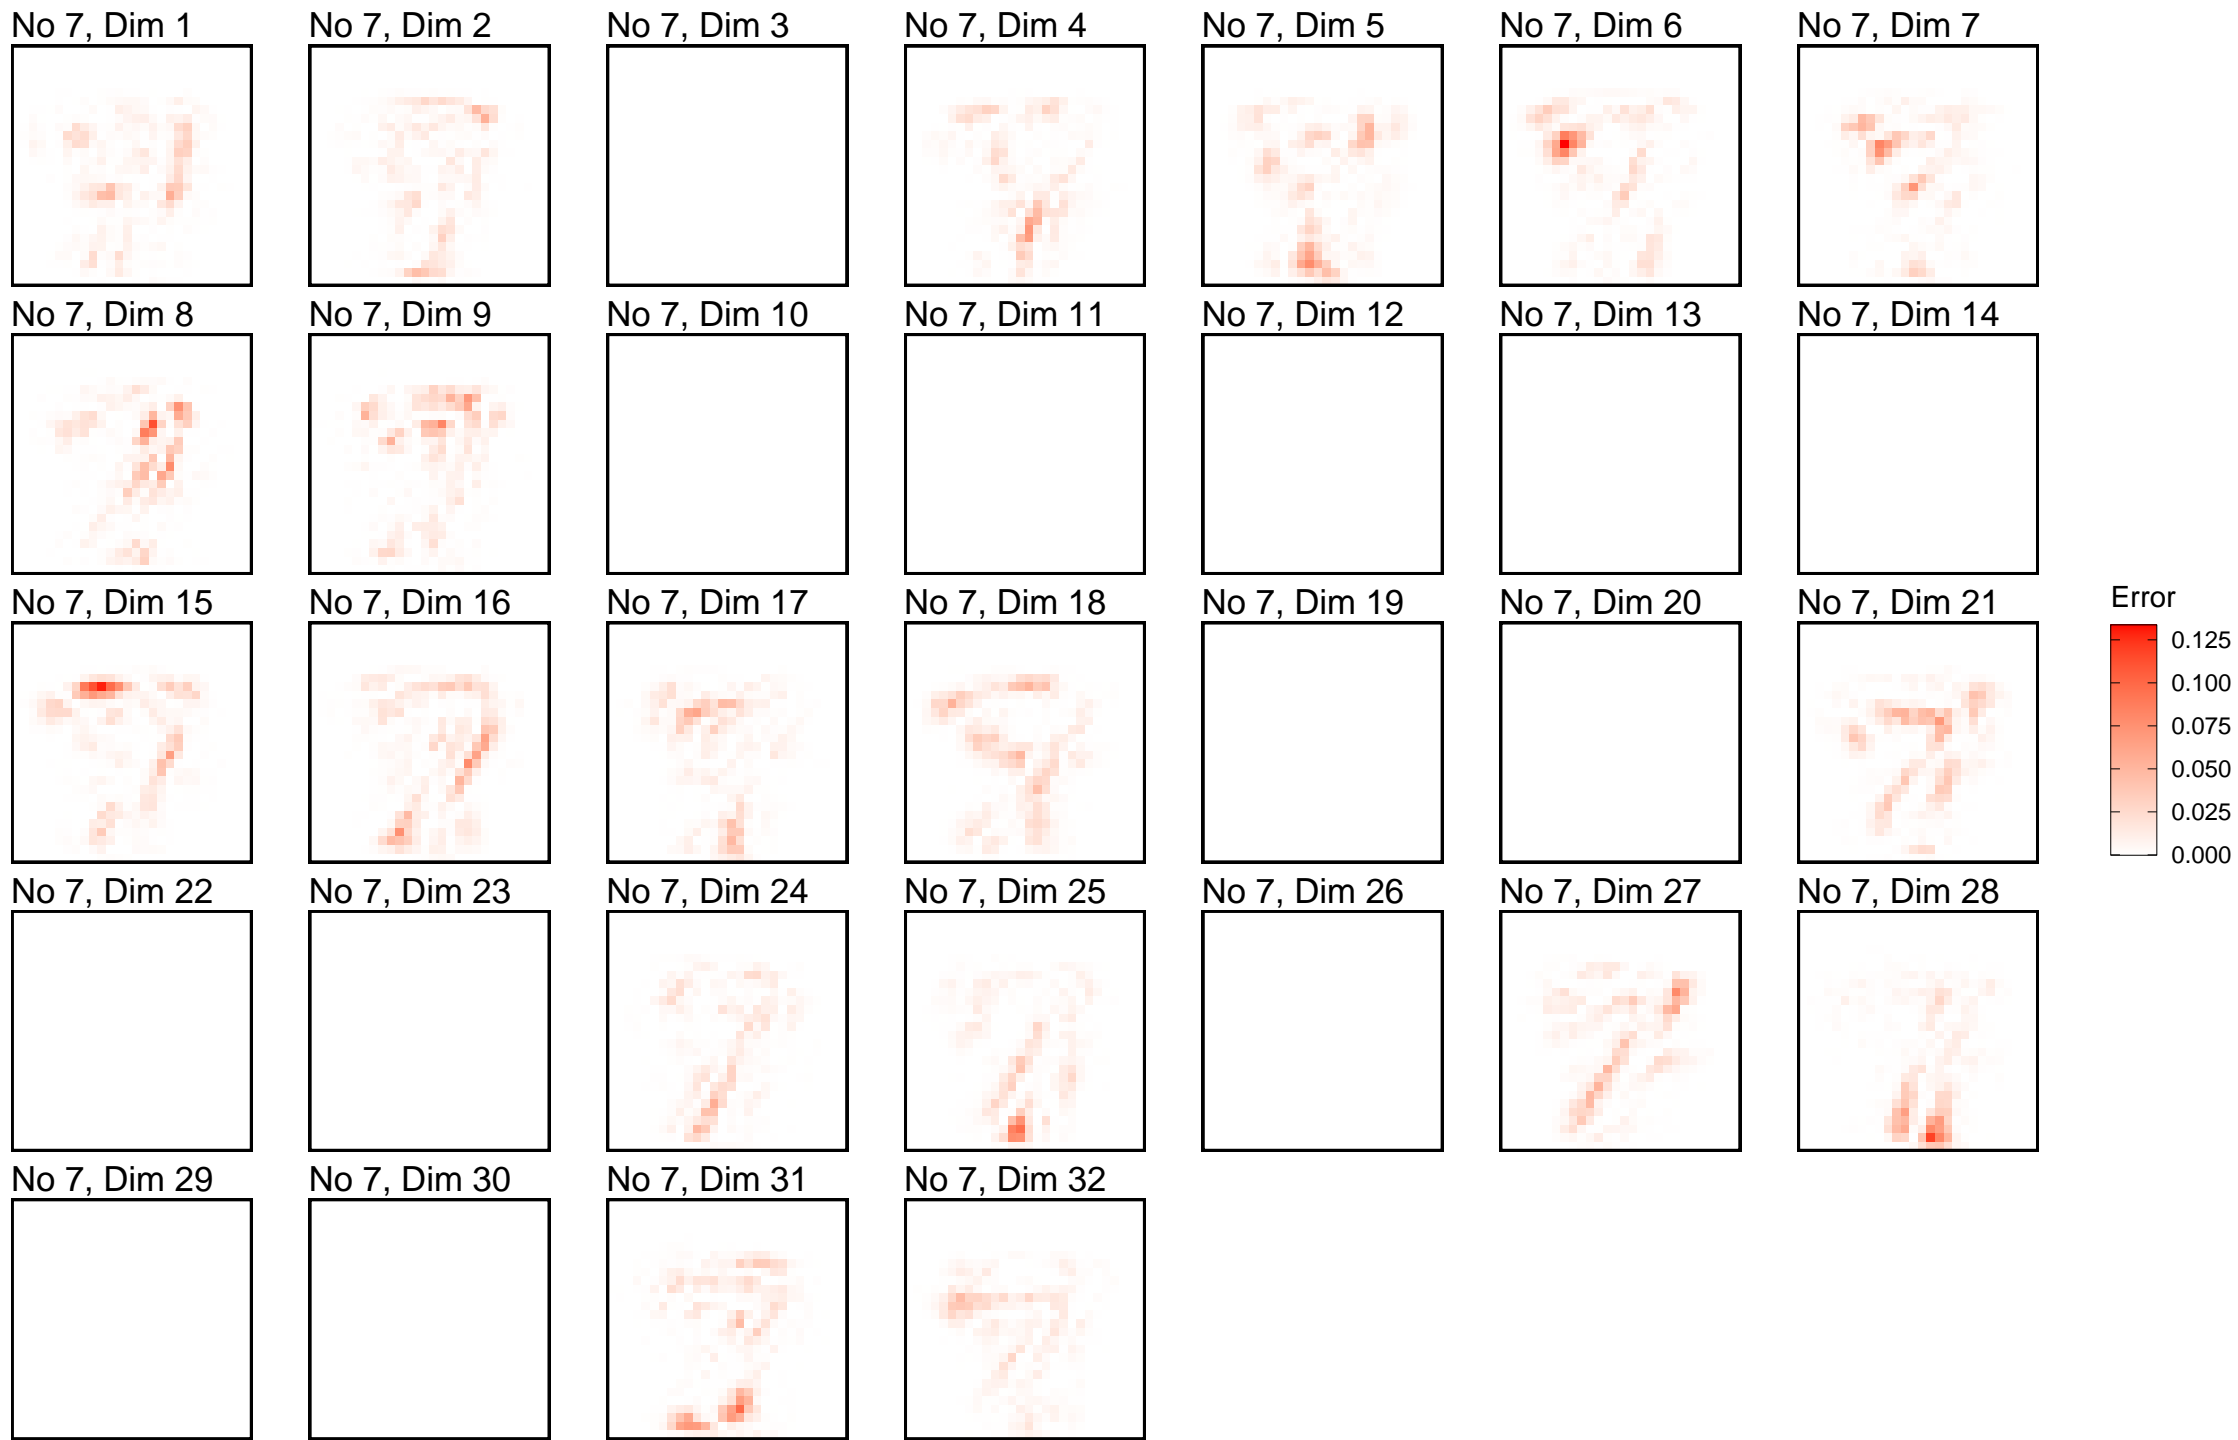 No 7, Dim 1
No 7, Dim 2
No 7, Dim 3
No 7, Dim 4
No 7, Dim 5
No 7, Dim 6
No 7, Dim 7
No 7, Dim 8
No 7, Dim 9
No 7, Dim 10
No 7, Dim 11
No 7, Dim 12
No 7, Dim 13
No 7, Dim 14
No 7, Dim 15
No 7, Dim 16
No 7, Dim 17
No 7, Dim 18
No 7, Dim 19
No 7, Dim 20
No 7, Dim 21
No 7, Dim 22
No 7, Dim 23
No 7, Dim 24
No 7, Dim 25
No 7, Dim 26
No 7, Dim 27
No 7, Dim 28
No 7, Dim 29
No 7, Dim 30
No 7, Dim 31
No 7, Dim 32
Error
0.125
0.100
0.075
0.050
0.025
0.000